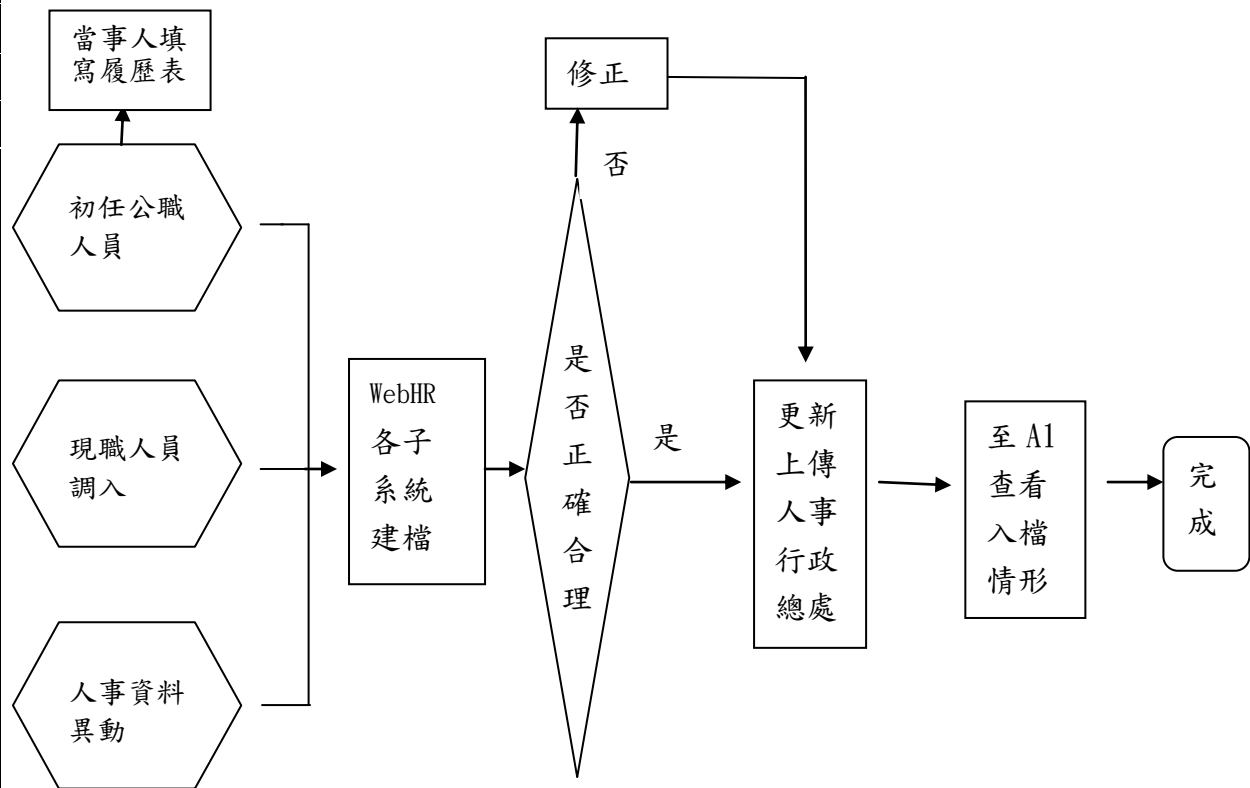 當事人填
寫履歷表
修正
否
初任公職
人員
現職人員
調入
人事資料
異動
WebHR
各子
系統
建檔
是
否
正
確
合
理
是
更新
上傳
人事
行政
總處
至 A1
查看
入檔
情形
完
成